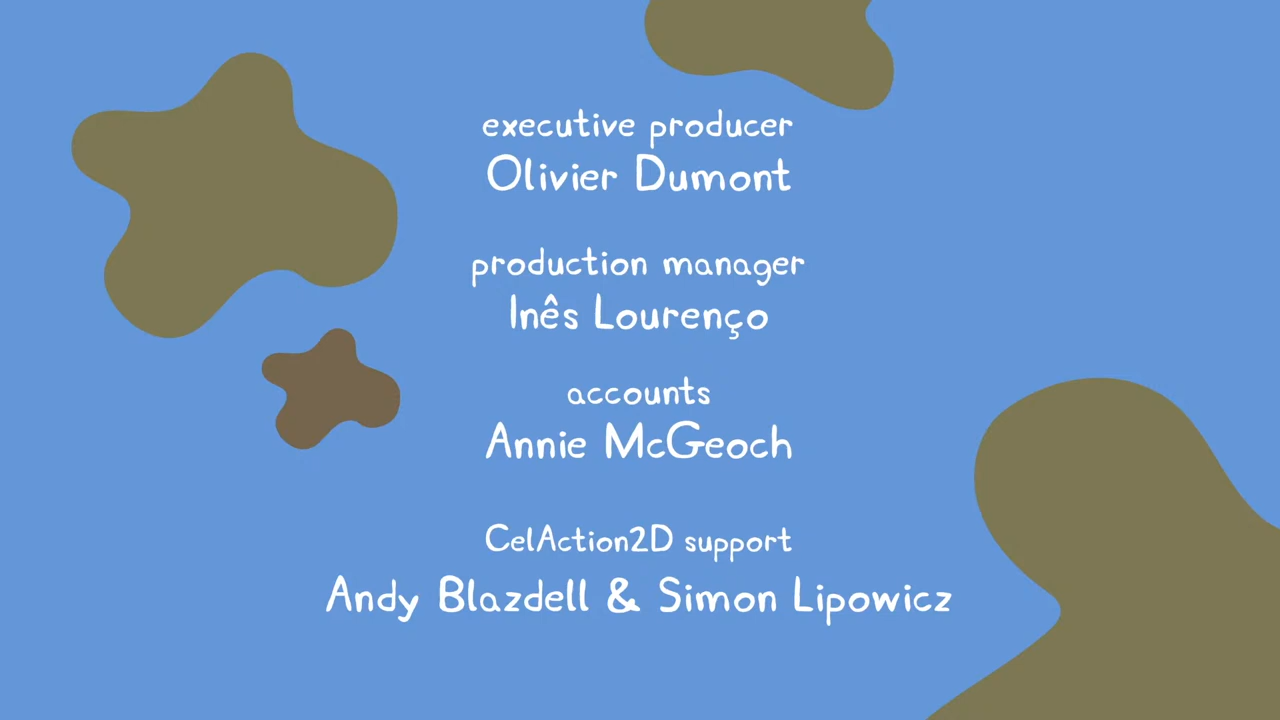 executive producer
Olivier Dumont
production manager
Inês Lourenço
accounts
Annie McGeoch
CelAction2D support
Andy Blazdell & Simon Lipowicz